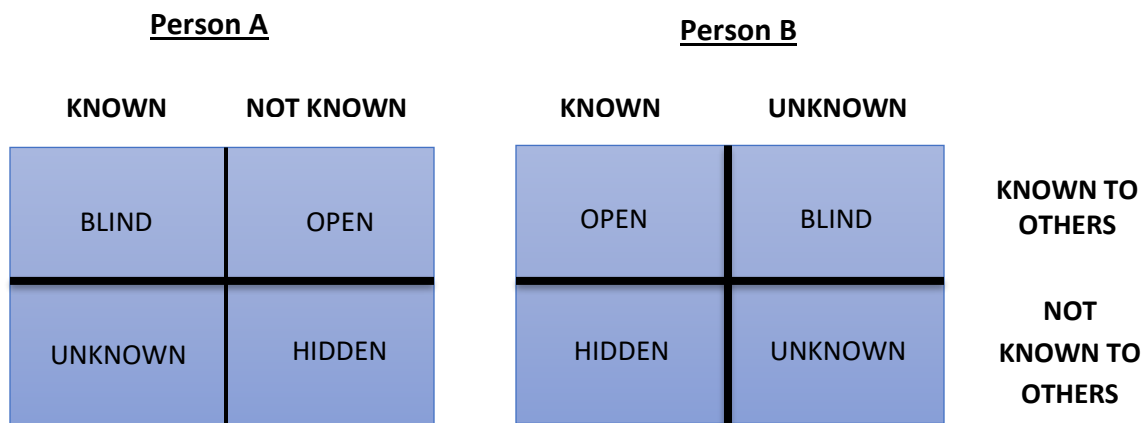 Person A
Person B
KNOWN
NOT KNOWN
KNOWN
UNKNOWN
BLIND
OPEN
OPEN
BLIND
KNOWN TO
OTHERS
UNKNOWN
HIDDEN
HIDDEN
UNKNOWN
NOT
KNOWN TO
OTHERS